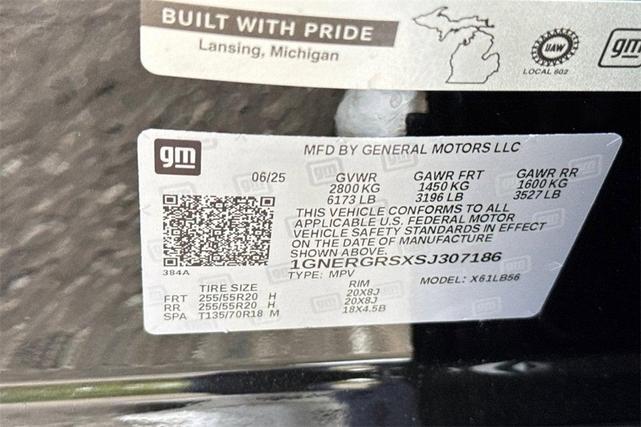 BUILT WITH PRIDE
Lansing, Michigan
UAW
LOCAL 602
gm
gm
MFD BY GENERAL MOTORS LLC
06/25 GVWR GAWR FRT GAWR RR
2800 KG 1450 KG 1600 KG
6173 LB 3196 LB 3527 LB
THIS VEHICLE CONFORMS TO ALL
APPLICABLE U.S. FEDERAL MOTOR
VEHICLE SAFETY STANDARDS IN EFFECT
ON THE DATE OF MANUFACTURE
SHOWN ABOVE.
384A
1GNERGRSXSJ307186
TYPE: MPV MODEL: X61LB56
TIRE SIZE RIM
FRT 255/55R20 H 20X8J
RR 255/55R20 H 20X8J
SPA T135/70R18 M 18X4.5B